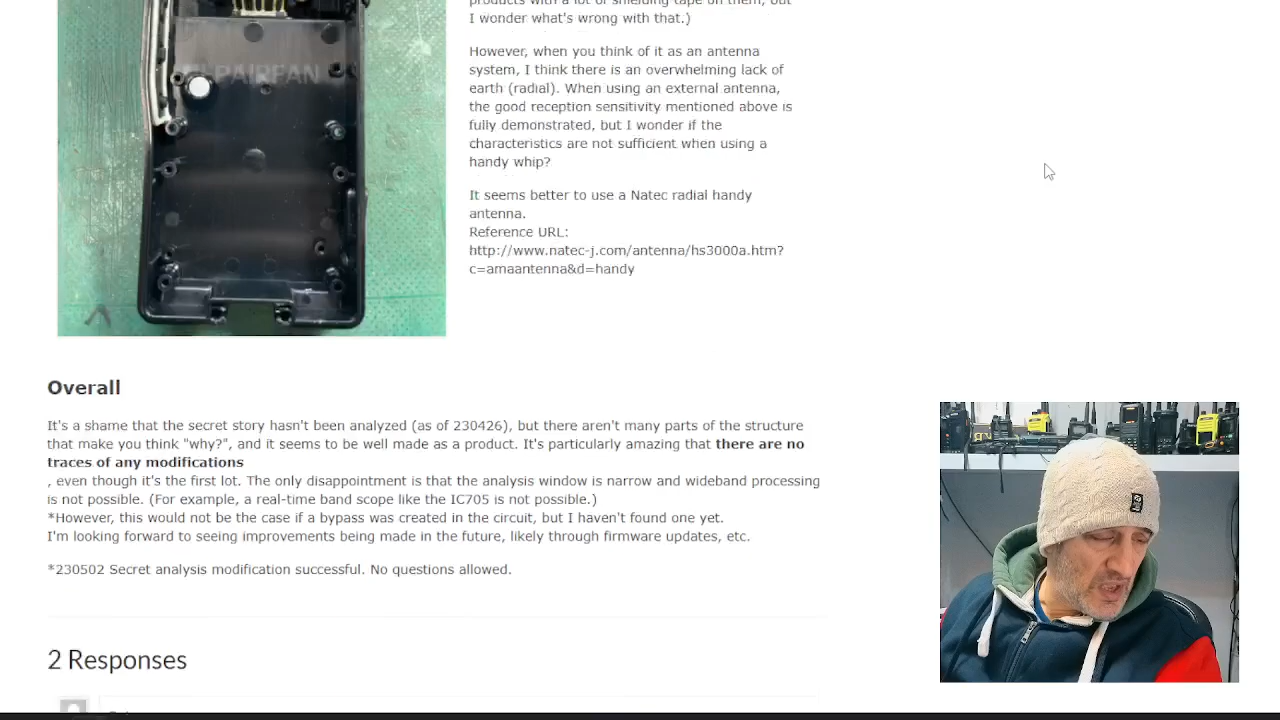 products with a lot of shielding tape on them, but
I wonder what's wrong with that.)
However, when you think of it as an antenna
system, I think there is an overwhelming lack of
earth (radial). When using an external antenna,
the good reception sensitivity mentioned above is
fully demonstrated, but I wonder if the
characteristics are not sufficient when using a
handy whip?
It seems better to use a Natec radial handy
antenna.
Reference URL:
http://www.natec-j.com/antenna/hs3000a.htm?
c=amaantenna&d=handy
Overall
It's a shame that the secret story hasn't been analyzed (as of 230426), but there aren't many parts of the structure
that make you think "why?", and it seems to be well made as a product. It's particularly amazing that there are no
traces of any modifications
, even though it's the first lot. The only disappointment is that the analysis window is narrow and wideband processing
is not possible. (For example, a real-time band scope like the IC705 is not possible.)
*However, this would not be the case if a bypass was created in the circuit, but I haven't found one yet.
I'm looking forward to seeing improvements being made in the future, likely through firmware updates, etc.
*230502 Secret analysis modification successful. No questions allowed.
2 Responses